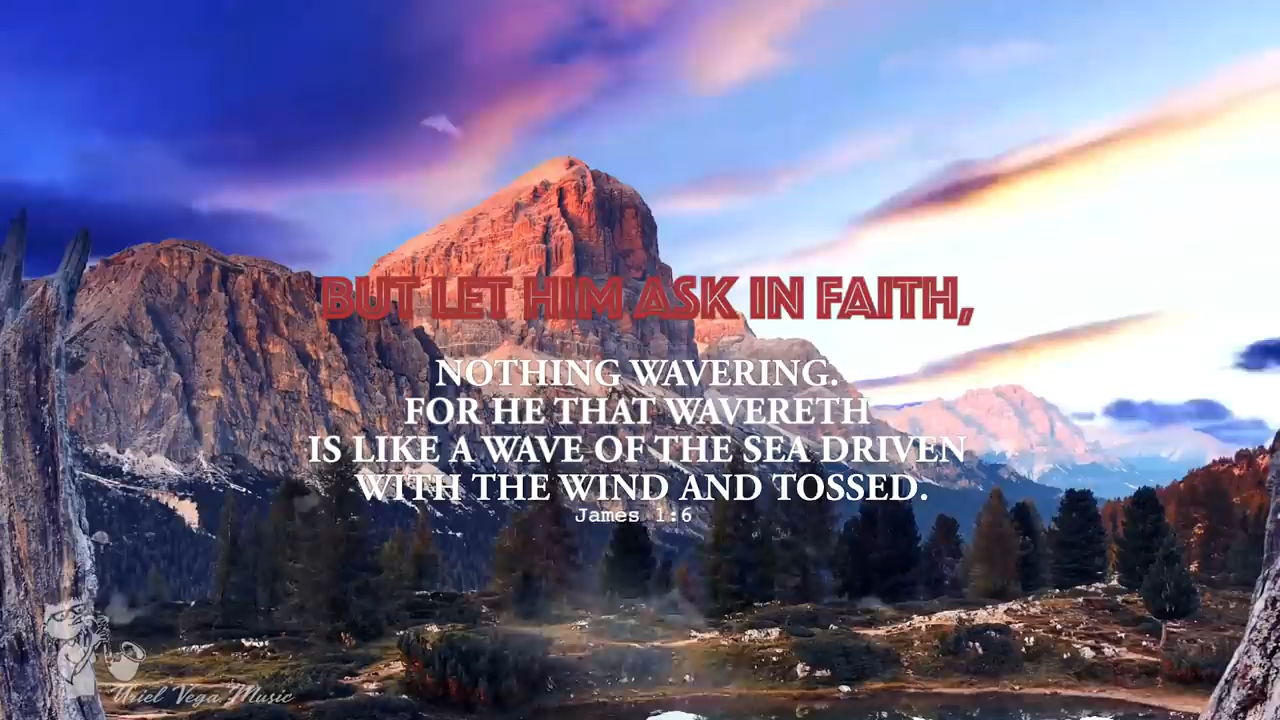 BUT LET HIM ASK IN FAITH,
NOTHING WAVERING.
FOR HE THAT WAVERETH
IS LIKE A WAVE OF THE SEA DRIVEN
WITH THE WIND AND TOSSED.
James 1:6
Uriel Vega Music